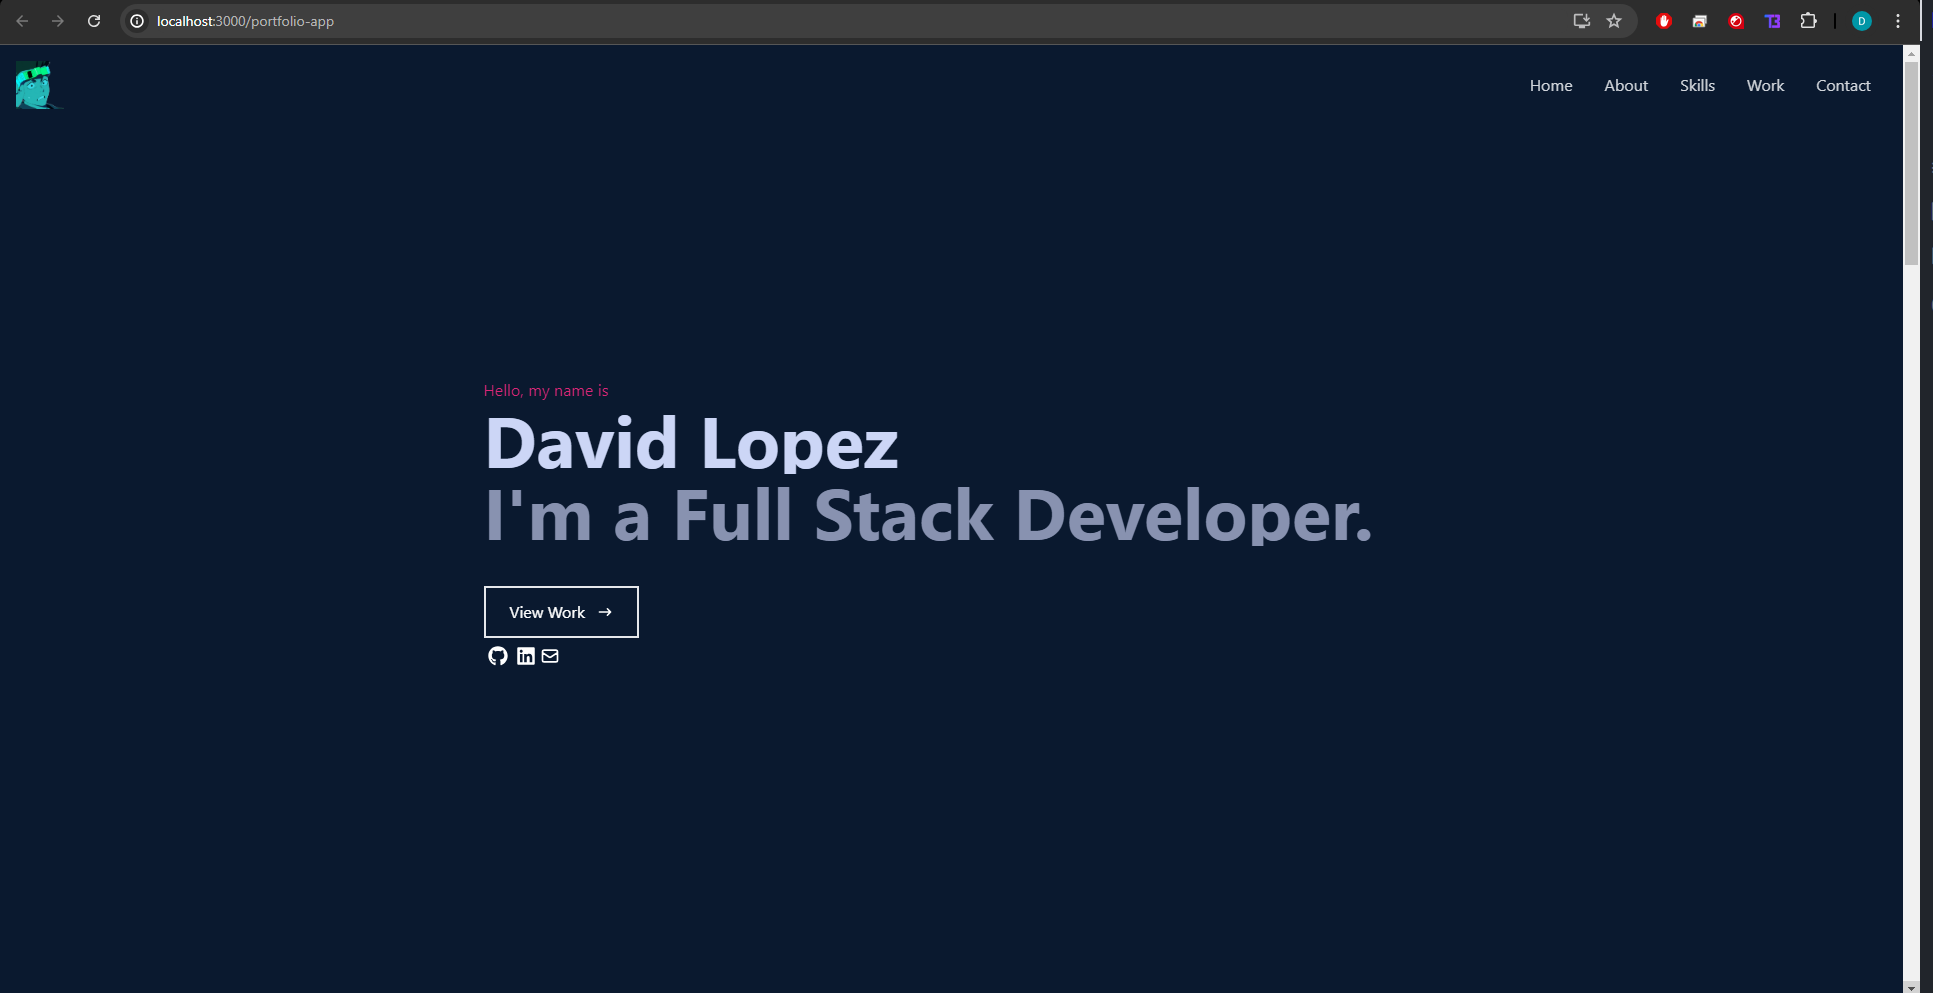 localhost:3000/portfolio-app
D
Home About Skills Work Contact
Hello, my name is
David Lopez
I'm a Full Stack Developer.
View Work →
in